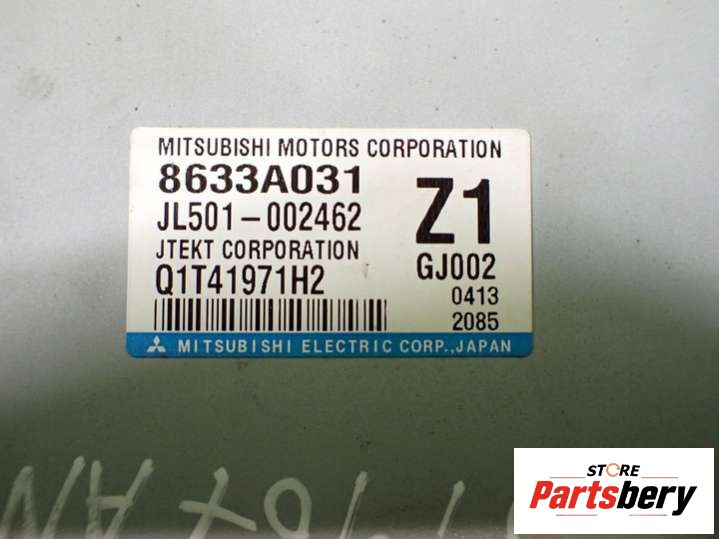 MITSUBISHI MOTORS CORPORATION
8633A031
JL501-002462
Z1
JTEKT CORPORATION
GJ002
Q1T41971H2
0413
2085
MITSUBISHI ELECTRIC CORP.,JAPAN
STORE
Partsbery